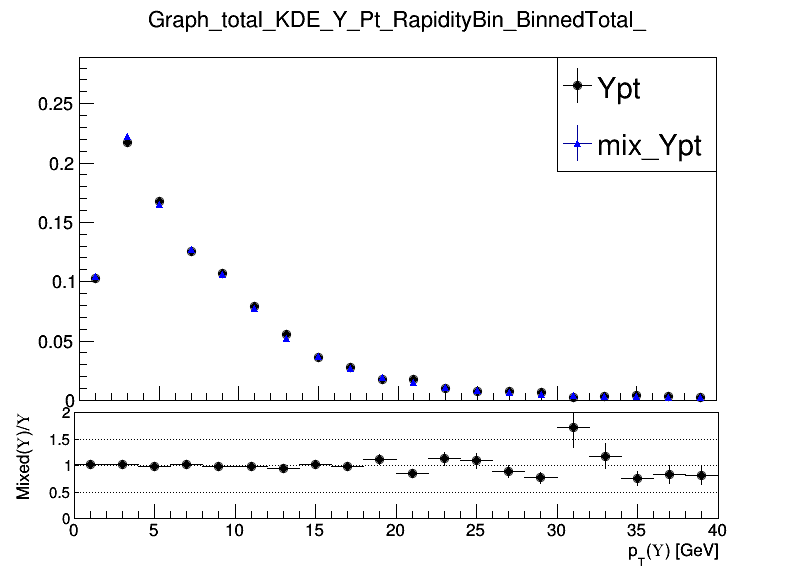 Graph_total_KDE_Y_Pt_RapidityBin_BinnedTotal_
0.25
0.2
0.15
0.1
0.05
0
Ypt
mix_Ypt
Mixed(Y)/Y
2
1.5
1
0.5
0
0 5 10 15 20 25 30 35 40
p_T(Y) [GeV]